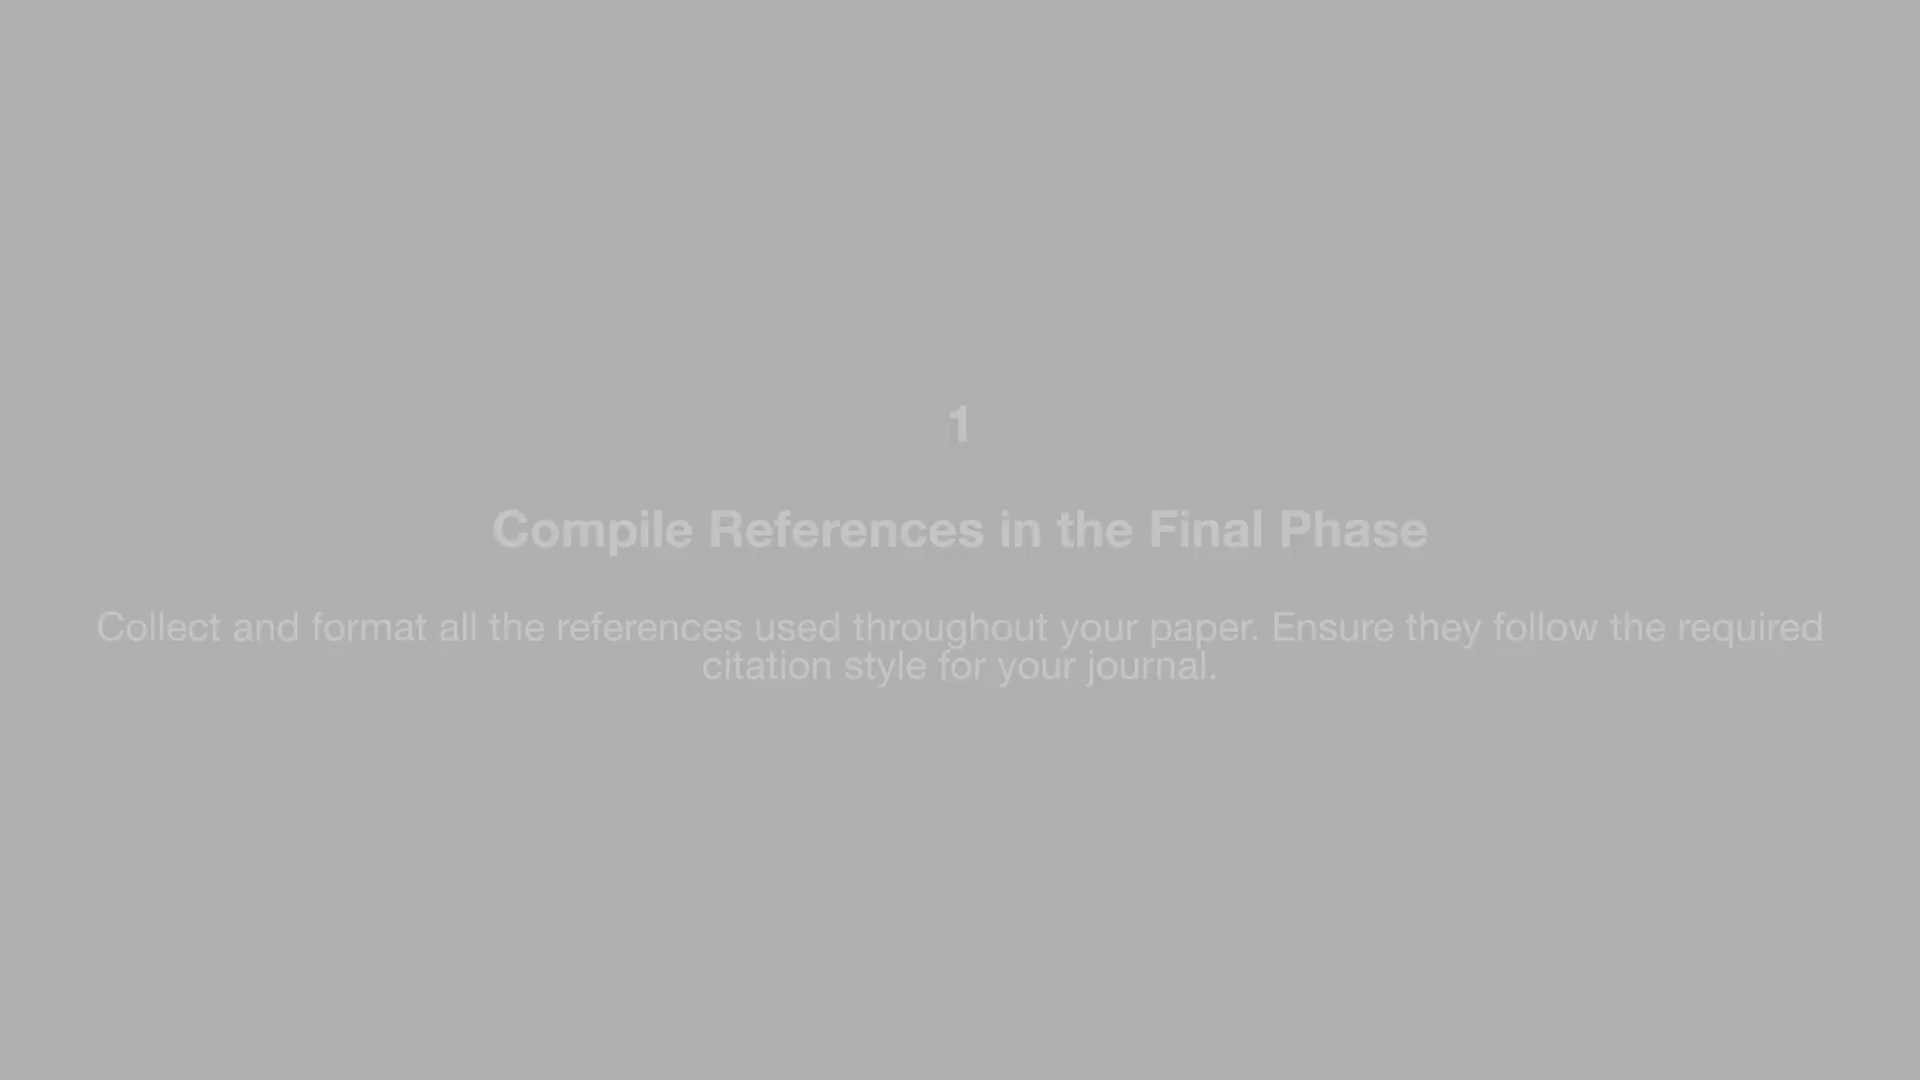 1
Compile References in the Final Phase
Collect and format all the references used throughout your paper. Ensure they follow the required
citation style for your journal.